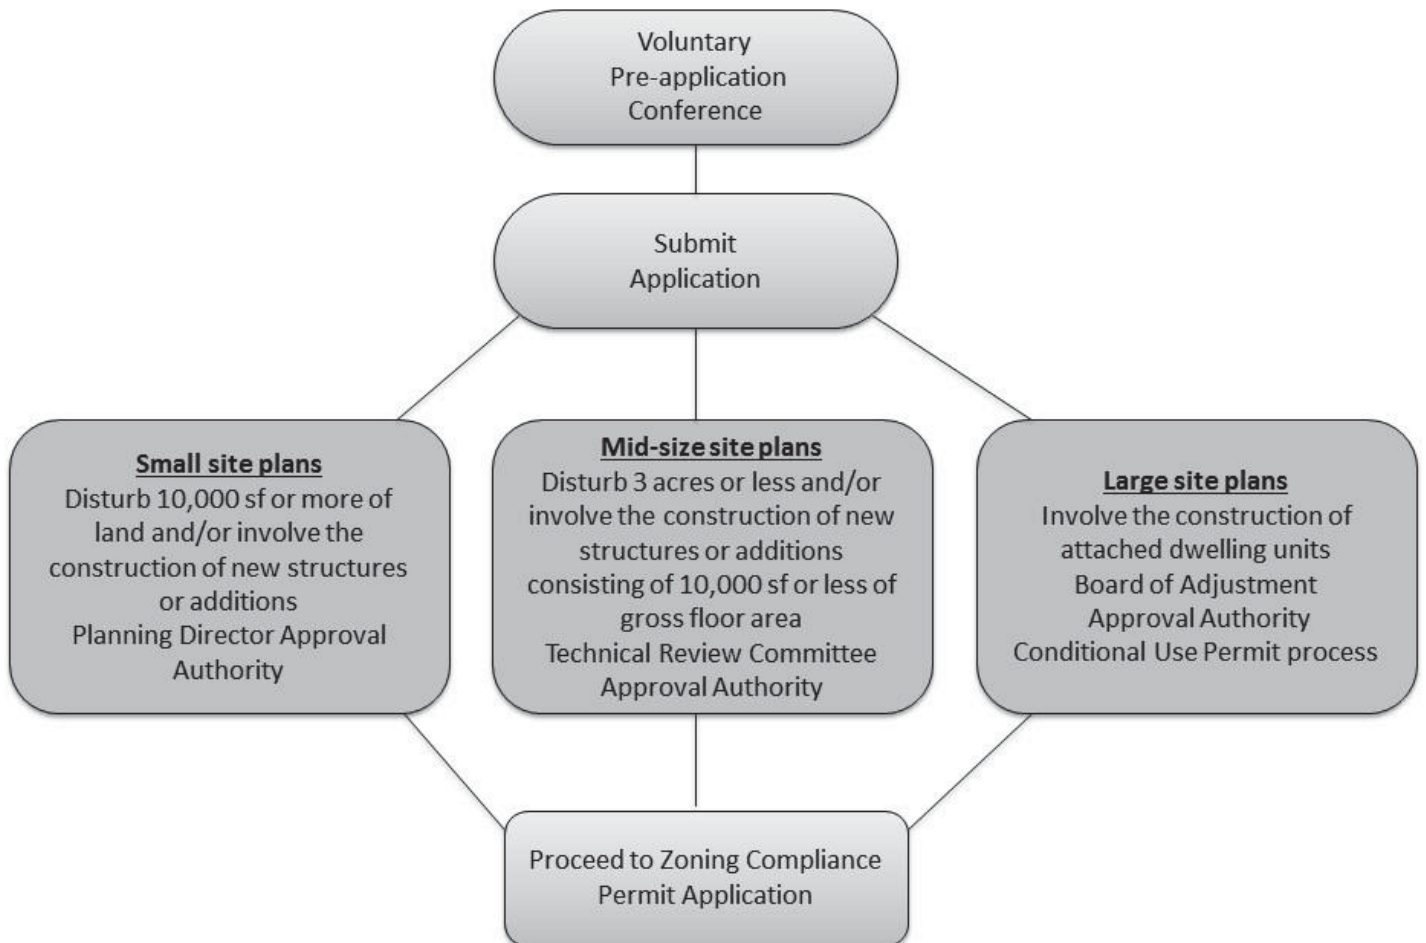 Voluntary
Pre-application
Conference
Submit
Application
Small site plans
Disturb 10,000 sf or more of
land and/or involve the
construction of new structures
or additions
Planning Director Approval
Authority
Mid-size site plans
Disturb 3 acres or less and/or
involve the construction of new
structures or additions
consisting of 10,000 sf or less of
gross floor area
Technical Review Committee
Approval Authority
Large site plans
Involve the construction of
attached dwelling units
Board of Adjustment
Approval Authority
Conditional Use Permit process
Proceed to Zoning Compliance
Permit Application